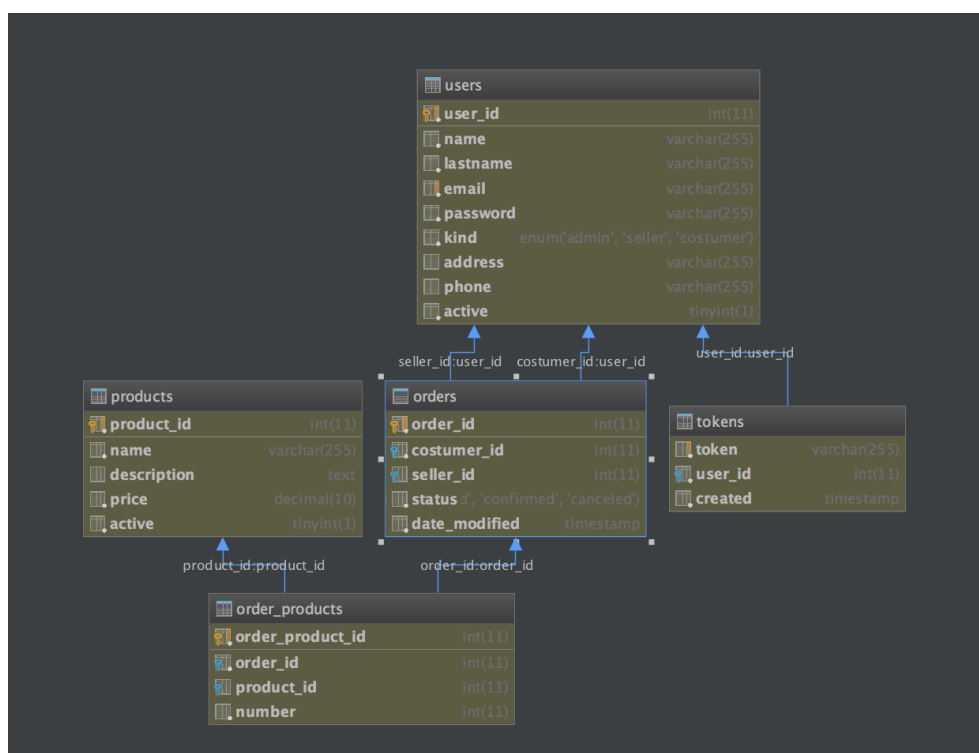 users
user_id int(11)
name varchar(255)
lastname varchar(255)
email varchar(255)
password varchar(255)
kind enum('admin', 'seller', 'costumer')
address varchar(255)
phone varchar(255)
active tinyint(1)
seller_id:user_id costumer_id:user_id user_id:user_id
products
product_id int(11)
name varchar(255)
description text
price decimal(10)
active tinyint(1)
orders
order_id int(11)
costumer_id int(11)
seller_id int(11)
status d', 'confirmed', 'canceled')
date_modified timestamp
tokens
token varchar(255)
user_id int(11)
created timestamp
product_id:product_id order_id:order_id
order_products
order_product_id int(11)
order_id int(11)
product_id int(11)
number int(11)